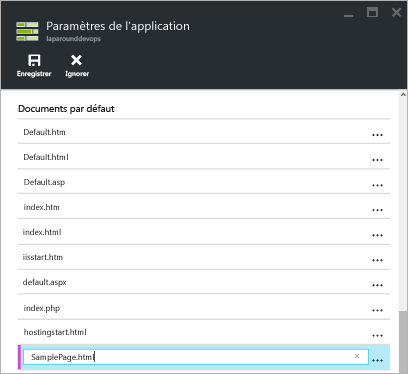 Paramètres de l'application
laparounddevops
Enregistrer Ignorer
Documents par défaut
Default.htm
Default.html
Default.asp
index.htm
index.html
iisstart.htm
default.aspx
index.php
hostingstart.html
SamplePage.html